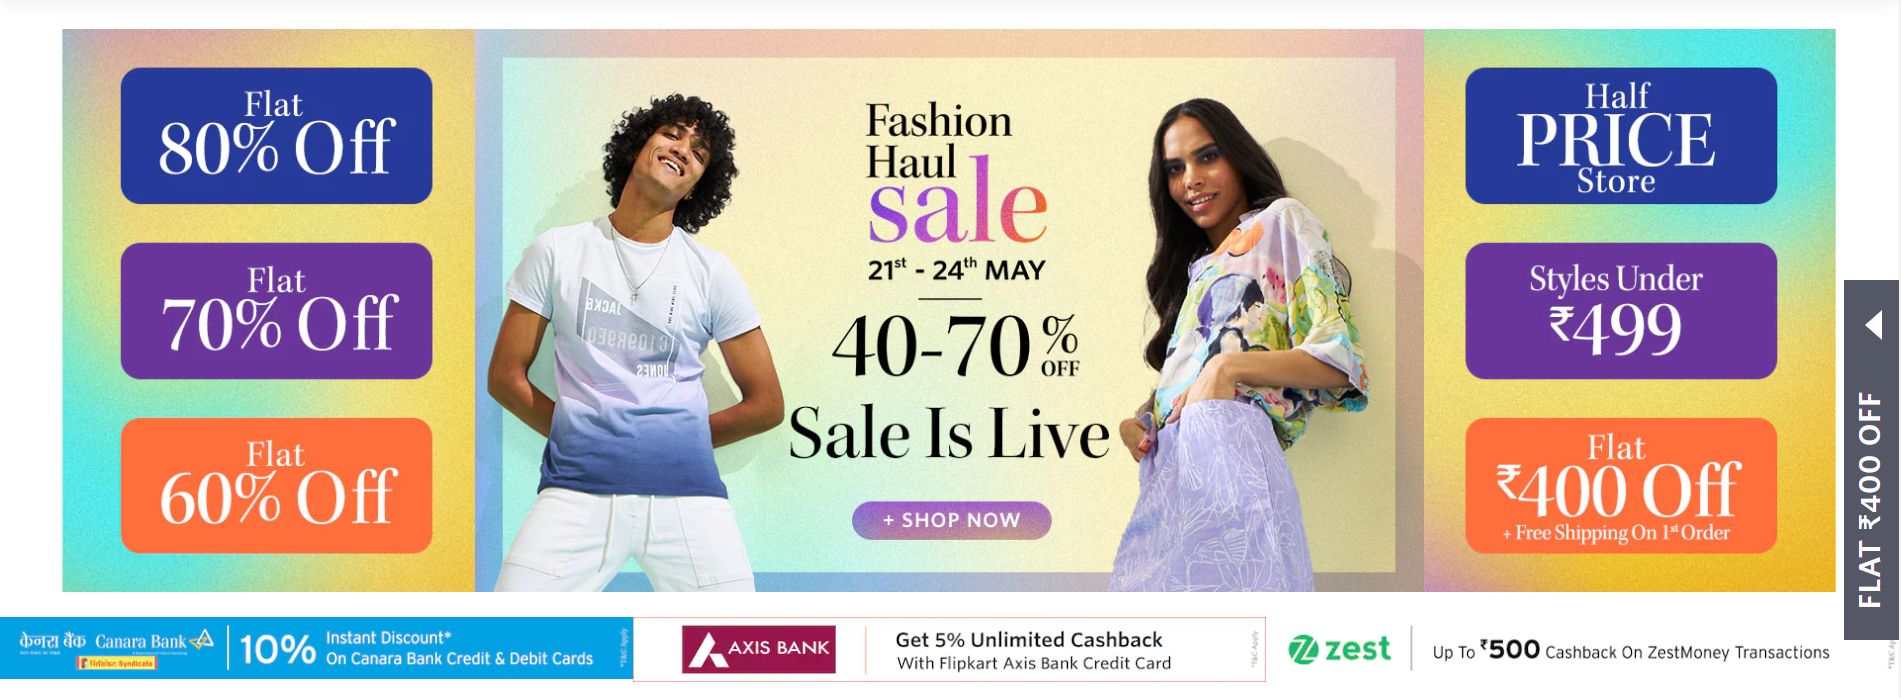 Flat
80% Off
Flat
70% Off
Flat
60% Off
Fashion
Haul
sale
21st - 24th MAY
40-70%
OFF
Sale Is Live
+ SHOP NOW
Half
PRICE
Store
Styles Under
₹499
Flat
₹400 Off
+ Free Shipping On 1st Order
FLAT ₹400 OFF
केनरा बैंक Canara Bank
Syndicate
10%
Instant Discount*
On Canara Bank Credit & Debit Cards
*T&C Apply
AXIS BANK
Get 5% Unlimited Cashback
With Flipkart Axis Bank Credit Card
*T&C Apply
zest
Up To ₹500 Cashback On ZestMoney Transactions
JACK&
JONES